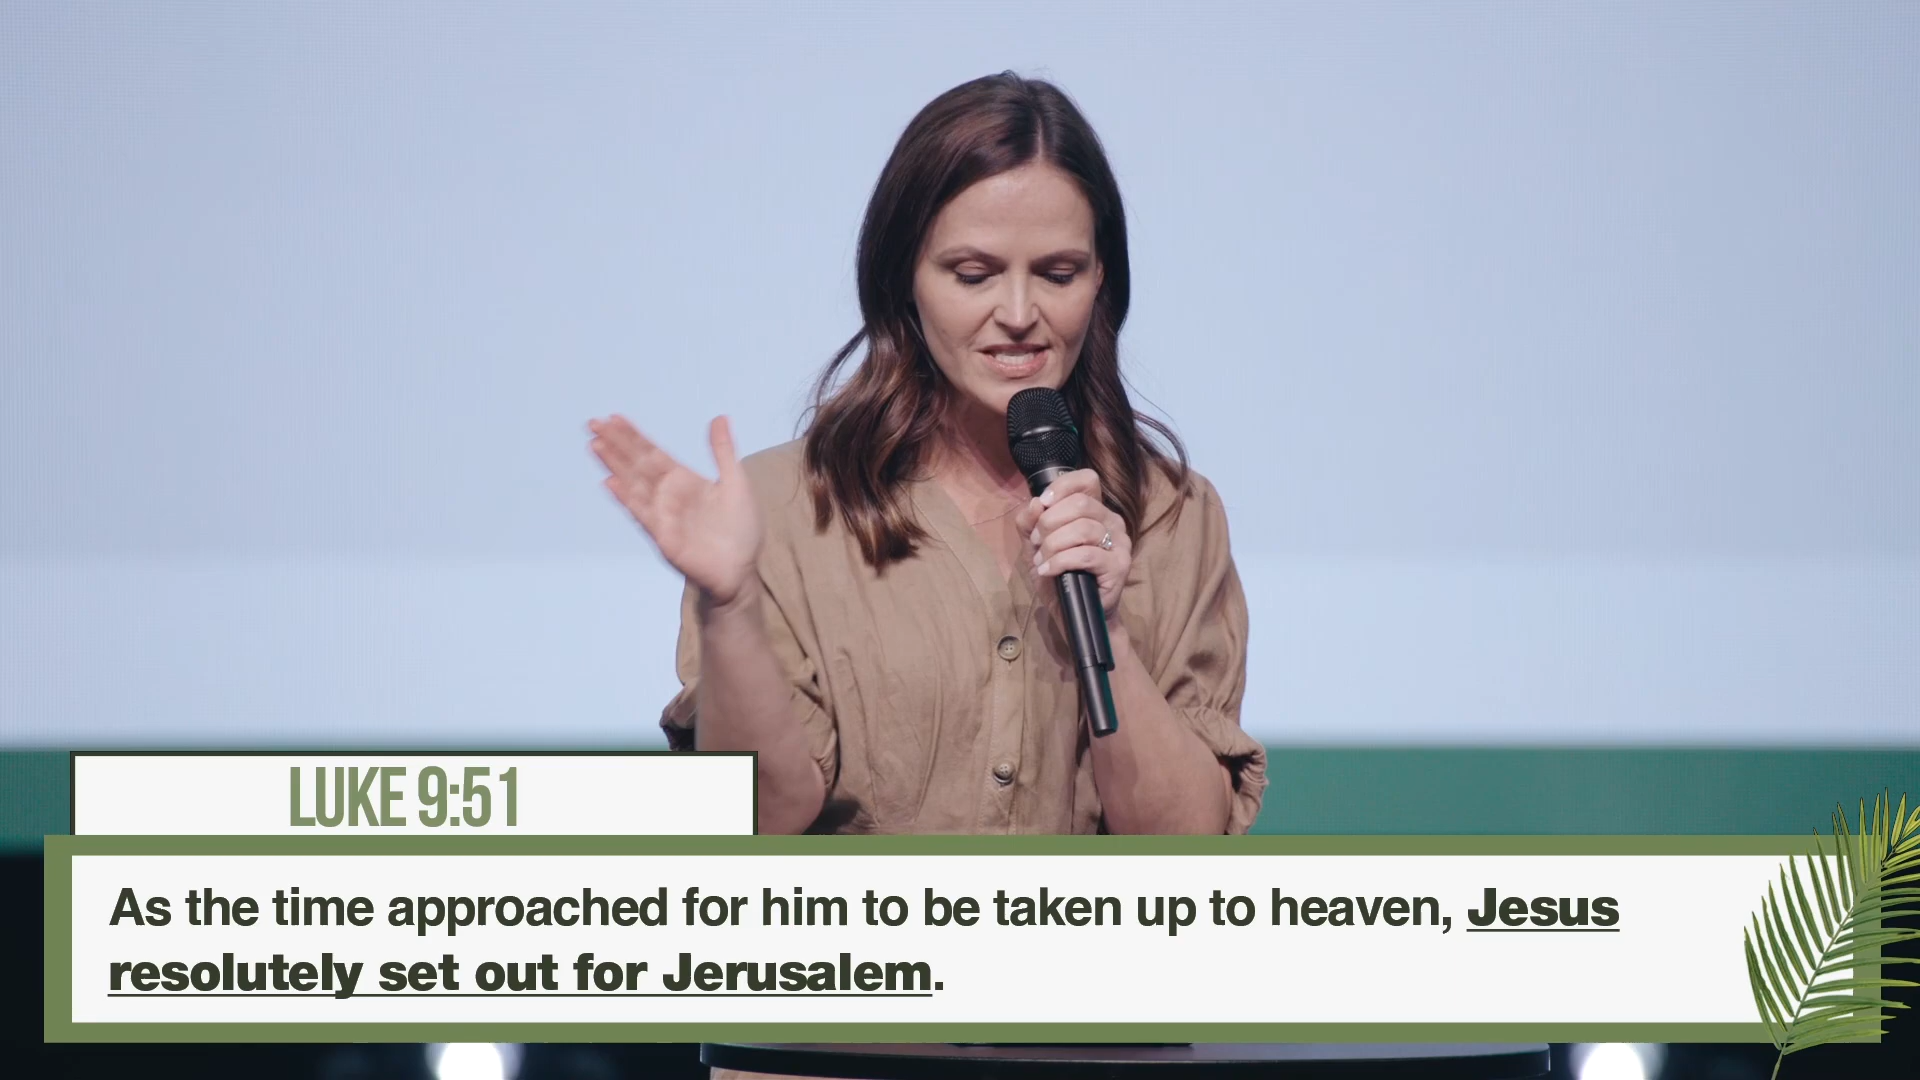 LUKE 9:51
As the time approached for him to be taken up to heaven, Jesus
resolutely set out for Jerusalem.